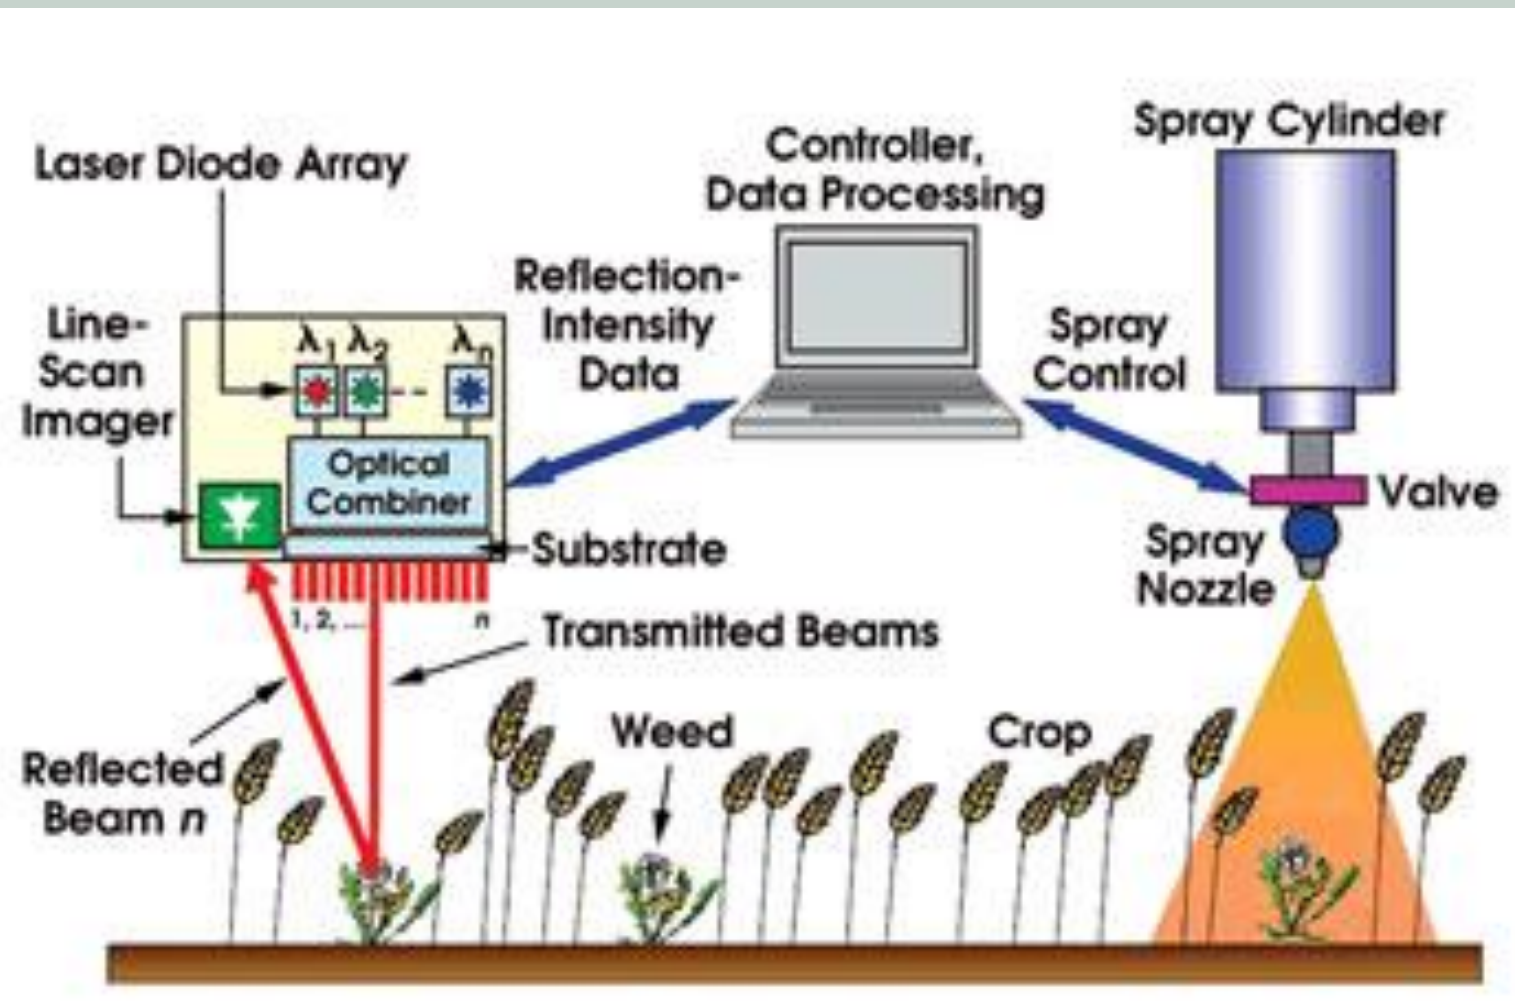 Spray Cylinder
Controller,
Data Processing
Laser Diode Array
Reflection-
Intensity
Data
Line-
Scan
Imager
Spray
Control
λ1 λ2 λn
Optical
Combiner
Valve
Substrate
Spray
Nozzle
1, 2, ... n
Transmitted Beams
Weed
Crop
Reflected
Beam n